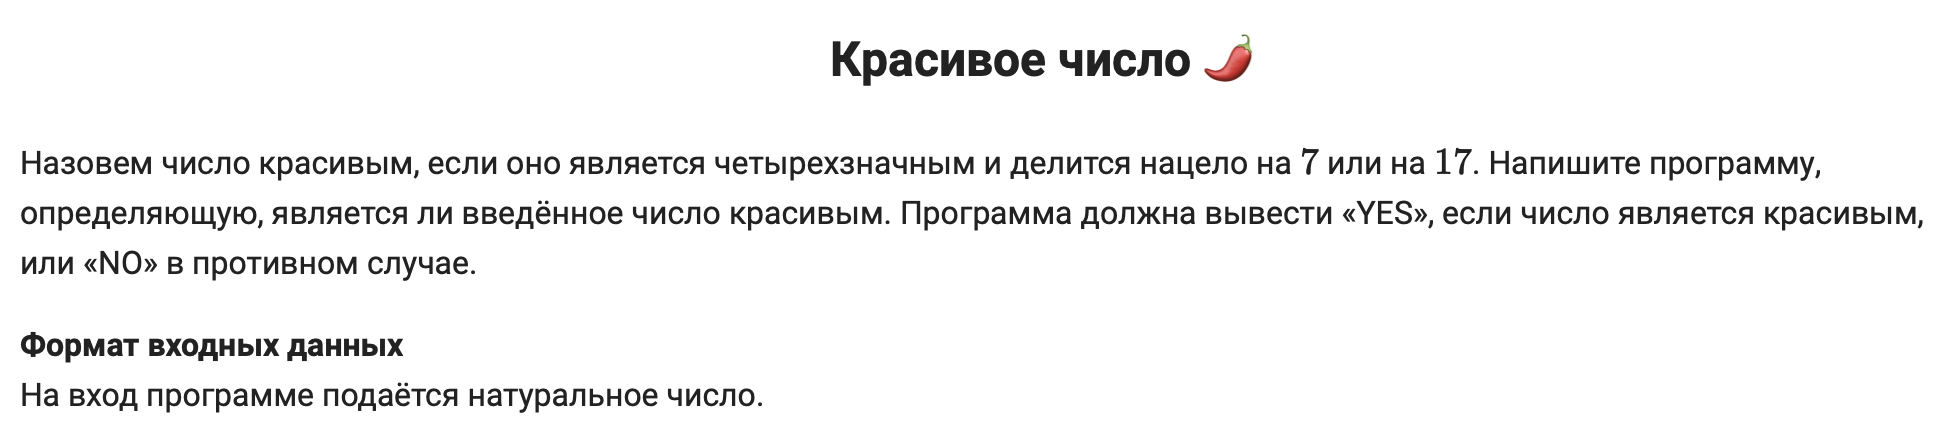 Красивое число 🌶️
Назовем число красивым, если оно является четырехзначным и делится нацело на 7 или на 17. Напишите программу,
определяющую, является ли введённое число красивым. Программа должна вывести «YES», если число является красивым,
или «NO» в противном случае.
Формат входных данных
На вход программе подаётся натуральное число.